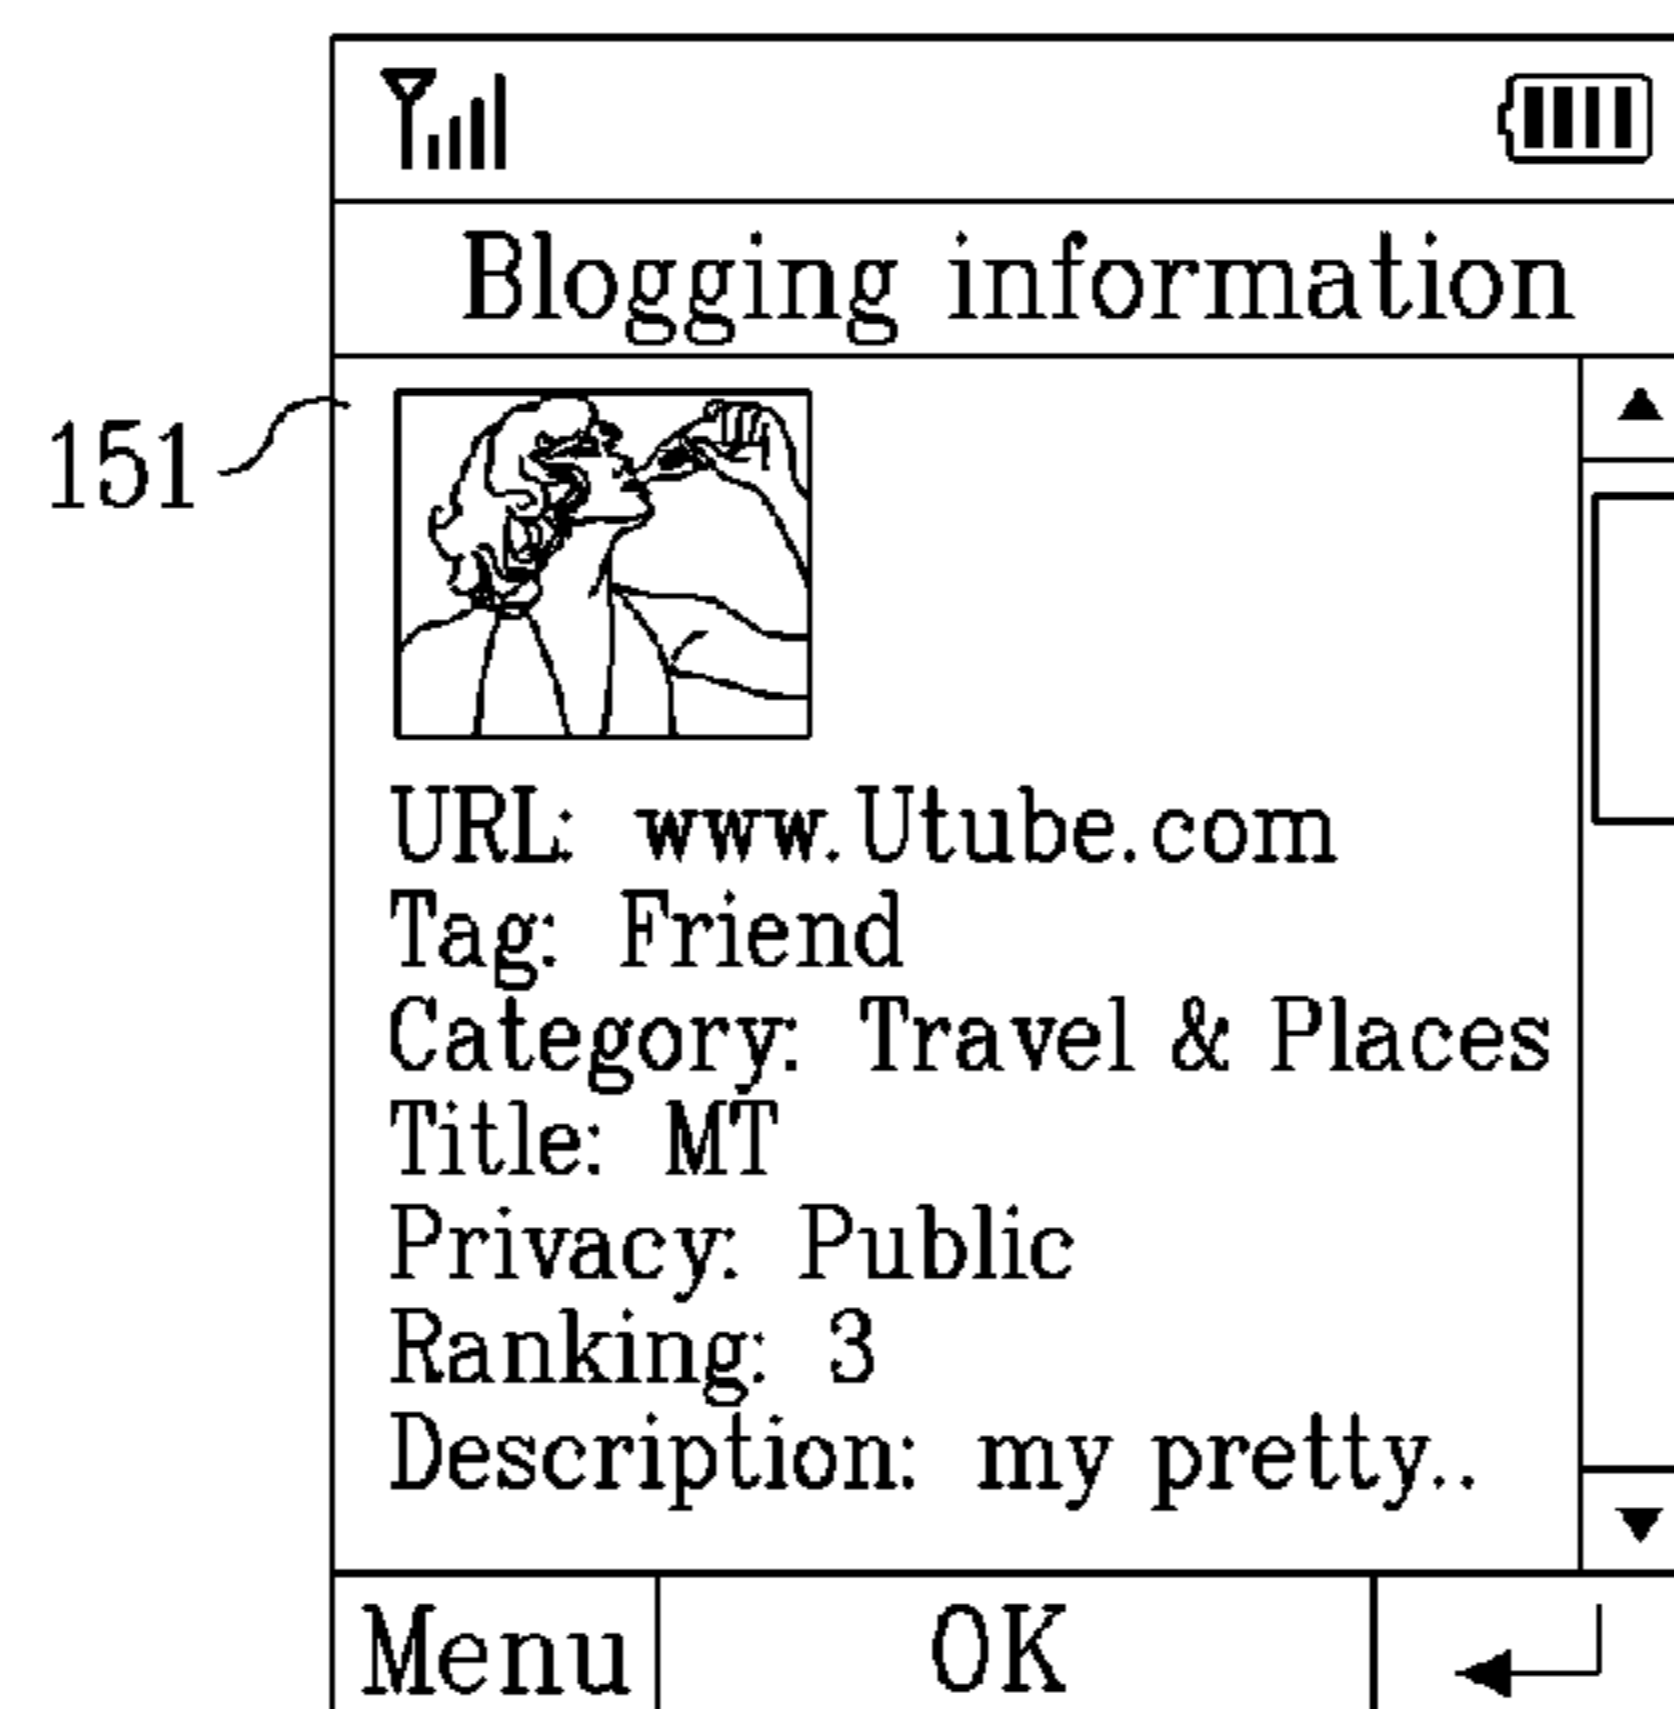 Blogging information
151
URL: www.Utube.com
Tag: Friend
Category: Travel & Places
Title: MT
Privacy: Public
Ranking: 3
Description: my pretty..
Menu OK